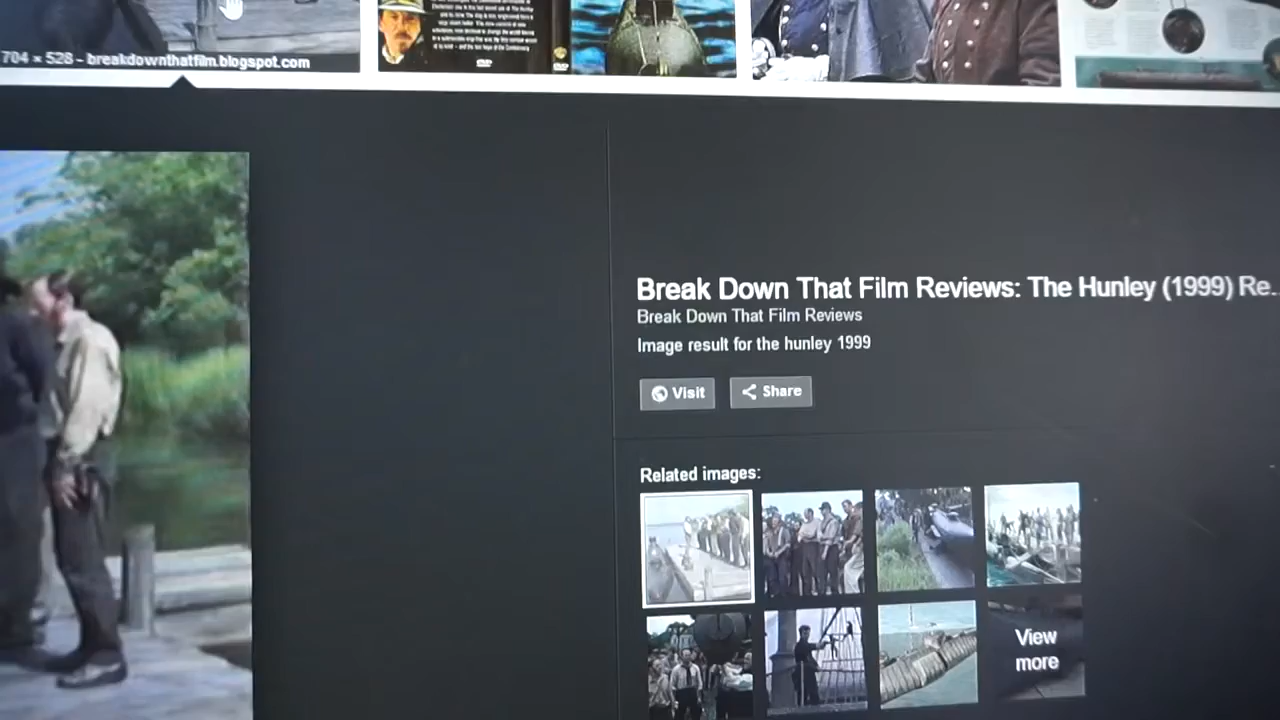 704 × 528 - breakdownthatfilm.blogspot.com
DVD
Break Down That Film Reviews: The Hunley (1999) Re...
Break Down That Film Reviews
Image result for the hunley 1999
Visit
Share
Related images:
View
more